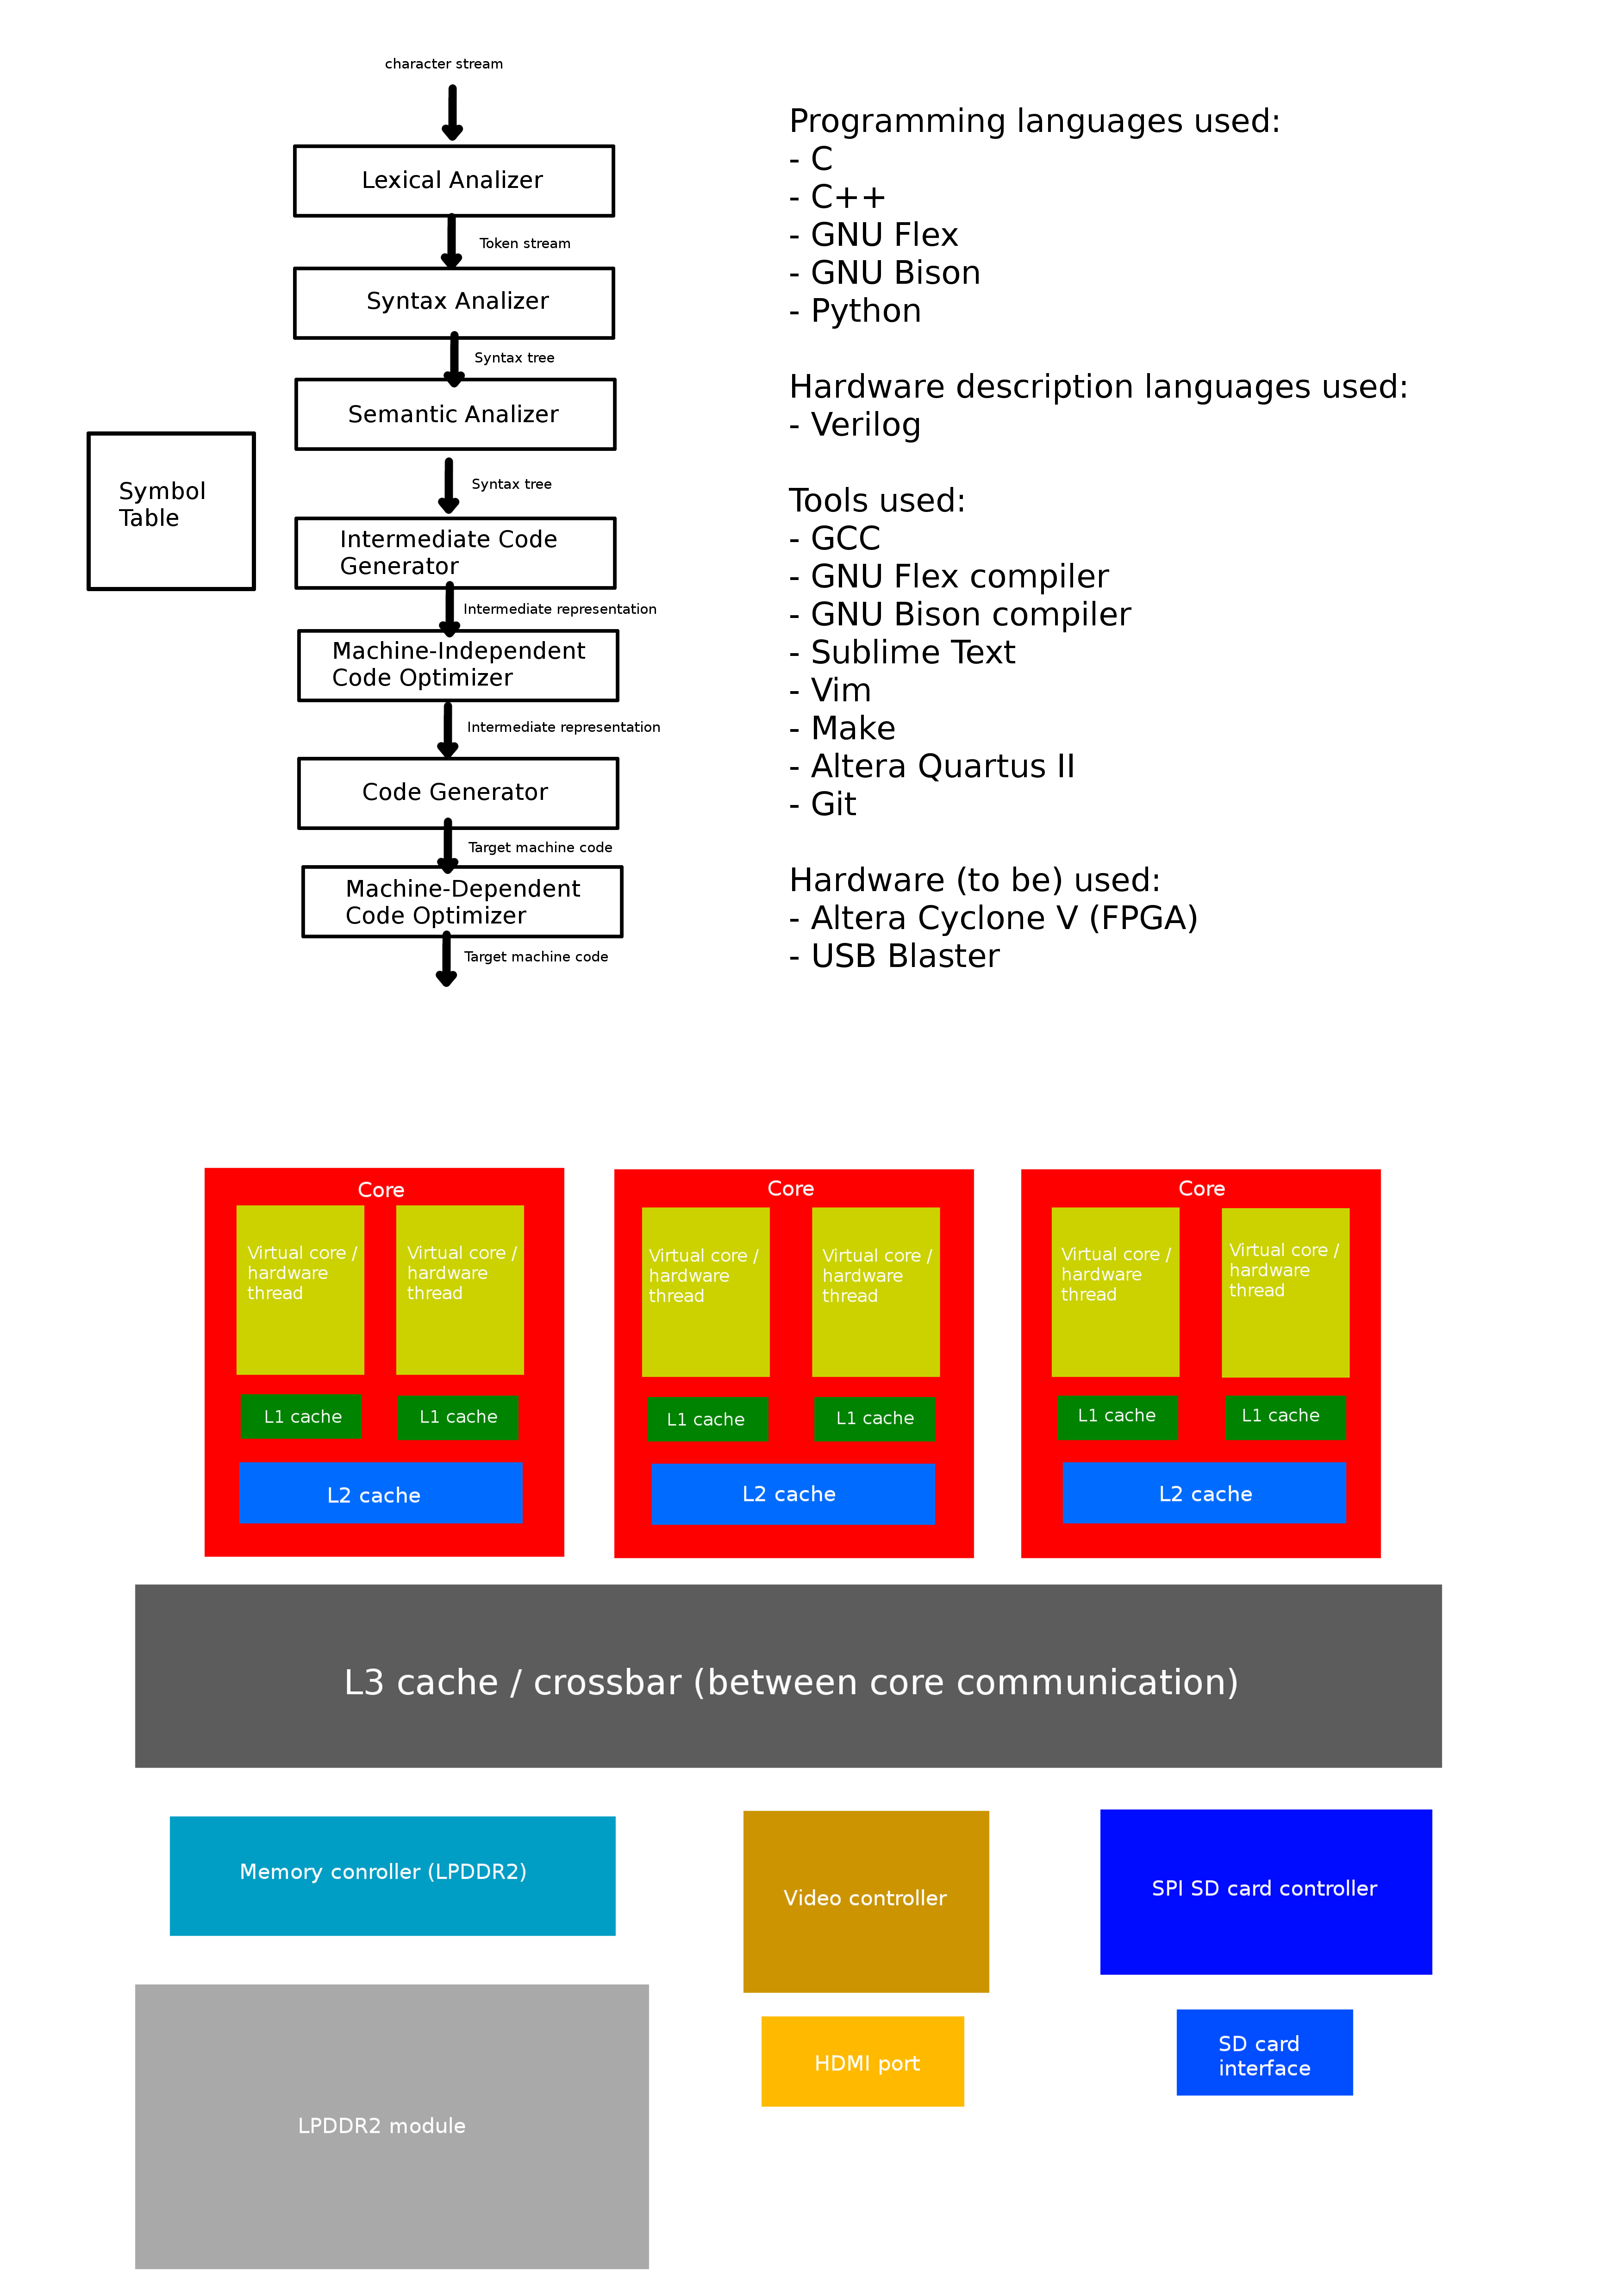 character stream
Lexical Analizer
Token stream
Syntax Analizer
Syntax tree
Semantic Analizer
Syntax tree
Symbol
Table
Intermediate Code
Generator
Intermediate representation
Machine-Independent
Code Optimizer
Intermediate representation
Code Generator
Target machine code
Machine-Dependent
Code Optimizer
Target machine code
Programming languages used:
- C
- C++
- GNU Flex
- GNU Bison
- Python
Hardware description languages used:
- Verilog
Tools used:
- GCC
- GNU Flex compiler
- GNU Bison compiler
- Sublime Text
- Vim
- Make
- Altera Quartus II
- Git
Hardware (to be) used:
- Altera Cyclone V (FPGA)
- USB Blaster
Core
Virtual core /
hardware
thread
Virtual core /
hardware
thread
L1 cache
L1 cache
L2 cache
Core
Virtual core /
hardware
thread
Virtual core /
hardware
thread
L1 cache
L1 cache
L2 cache
Core
Virtual core /
hardware
thread
Virtual core /
hardware
thread
L1 cache
L1 cache
L2 cache
L3 cache / crossbar (between core communication)
Memory conroller (LPDDR2)
Video controller
SPI SD card controller
LPDDR2 module
HDMI port
SD card
interface